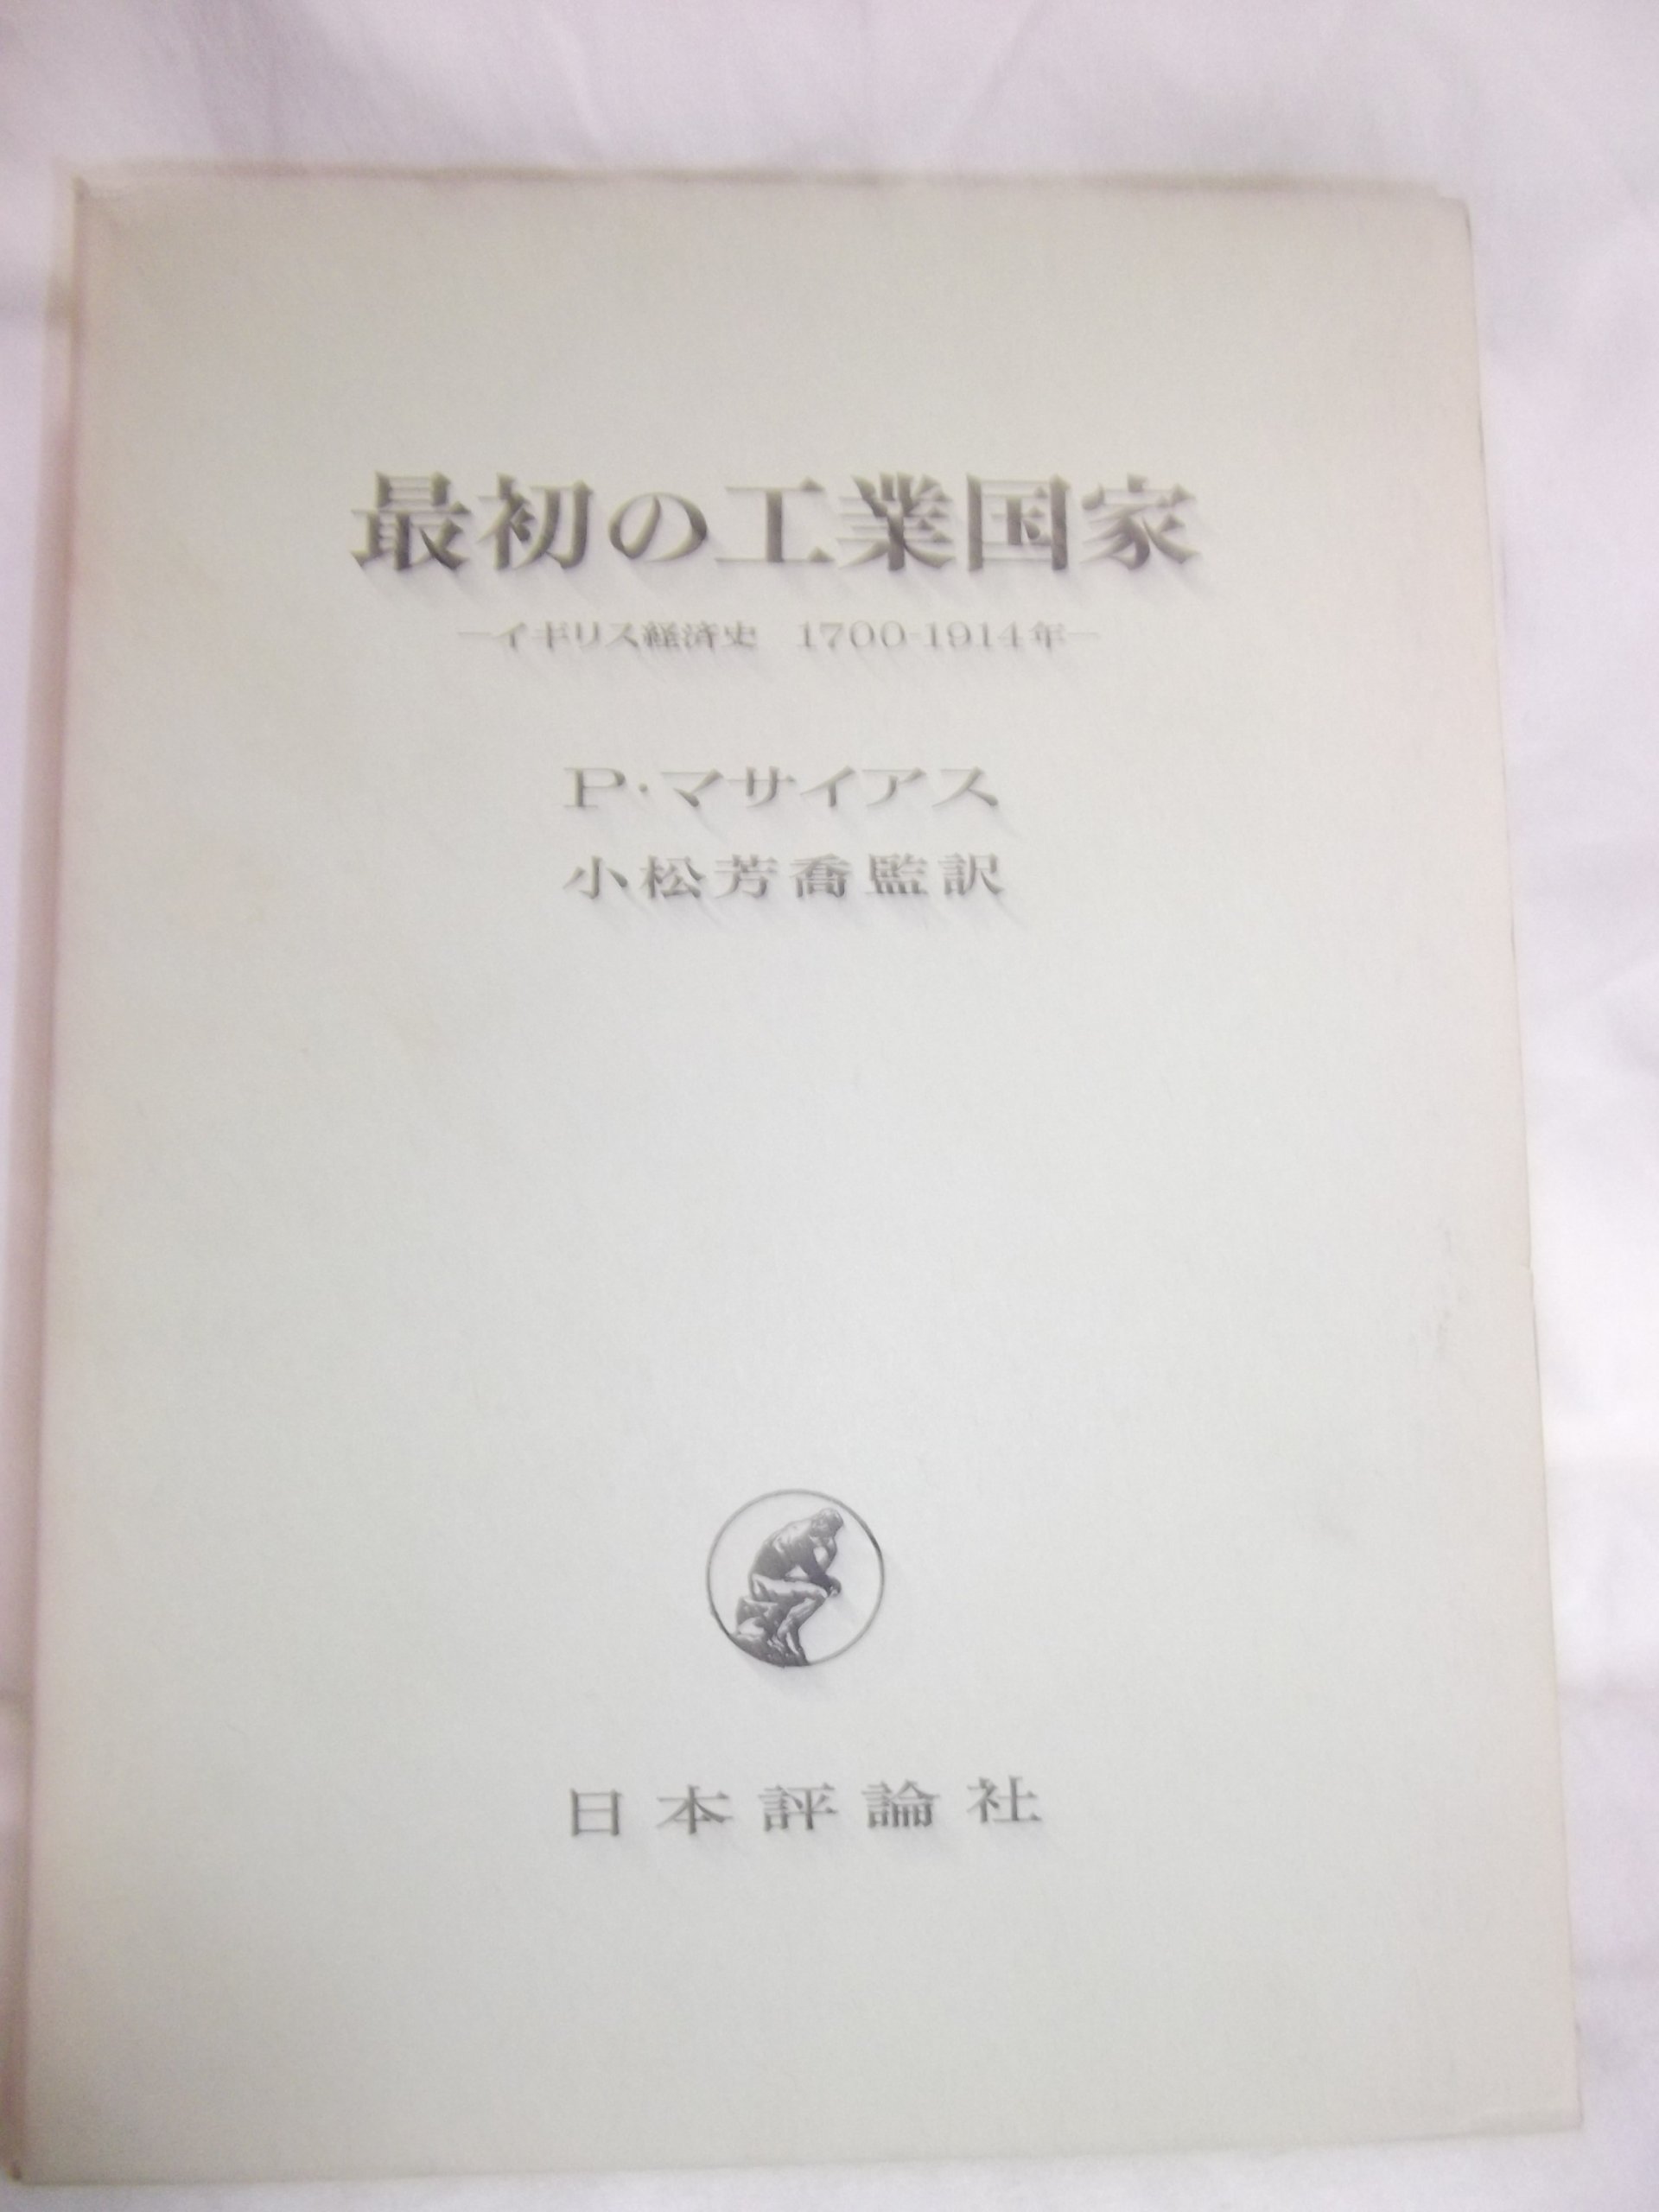 最初の工業国家
―イギリス経済史 1700-1914年―
P・マサイアス
小松芳喬監訳
日本評論社